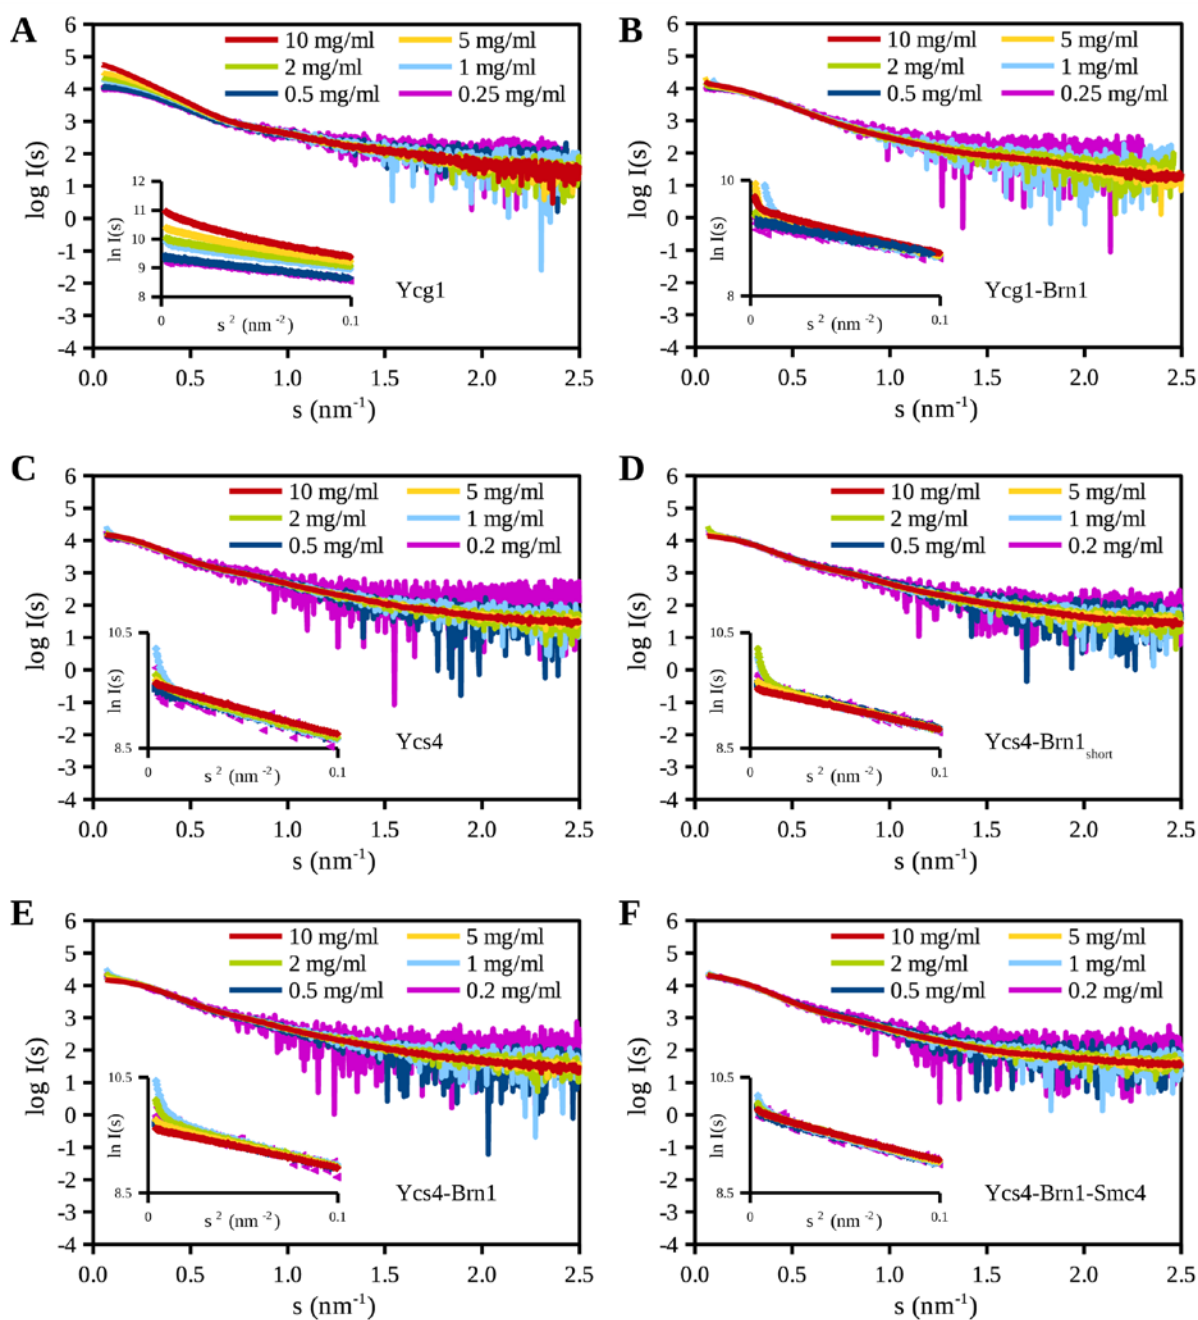 A
B
6
5
4
3
2
1
0
-1
-2
-3
-4
log I(s)
10 mg/ml 5 mg/ml
2 mg/ml 1 mg/ml
0.5 mg/ml 0.25 mg/ml
12
11
10
9
8
ln I(s)
0 0.1
s² (nm⁻²)
Ycg1
0.0 0.5 1.0 1.5 2.0 2.5
s (nm⁻¹)
6
5
4
3
2
1
0
-1
-2
-3
-4
log I(s)
10 mg/ml 5 mg/ml
2 mg/ml 1 mg/ml
0.5 mg/ml 0.25 mg/ml
10
8
ln I(s)
0 0.1
s² (nm⁻²)
Ycg1-Brn1
0.0 0.5 1.0 1.5 2.0 2.5
s (nm⁻¹)
C
D
6
5
4
3
2
1
0
-1
-2
-3
-4
log I(s)
10 mg/ml 5 mg/ml
2 mg/ml 1 mg/ml
0.5 mg/ml 0.2 mg/ml
10.5
8.5
ln I(s)
0 0.1
s² (nm⁻²)
Ycs4
0.0 0.5 1.0 1.5 2.0 2.5
s (nm⁻¹)
6
5
4
3
2
1
0
-1
-2
-3
-4
log I(s)
10 mg/ml 5 mg/ml
2 mg/ml 1 mg/ml
0.5 mg/ml 0.2 mg/ml
10.5
8.5
ln I(s)
0 0.1
s² (nm⁻²)
Ycs4-Brn1short
0.0 0.5 1.0 1.5 2.0 2.5
s (nm⁻¹)
E
F
6
5
4
3
2
1
0
-1
-2
-3
-4
log I(s)
10 mg/ml 5 mg/ml
2 mg/ml 1 mg/ml
0.5 mg/ml 0.2 mg/ml
10.5
8.5
ln I(s)
0 0.1
s² (nm⁻²)
Ycs4-Brn1
0.0 0.5 1.0 1.5 2.0 2.5
s (nm⁻¹)
6
5
4
3
2
1
0
-1
-2
-3
-4
log I(s)
10 mg/ml 5 mg/ml
2 mg/ml 1 mg/ml
0.5 mg/ml 0.2 mg/ml
10.5
8.5
ln I(s)
0 0.1
s² (nm⁻²)
Ycs4-Brn1-Smc4
0.0 0.5 1.0 1.5 2.0 2.5
s (nm⁻¹)